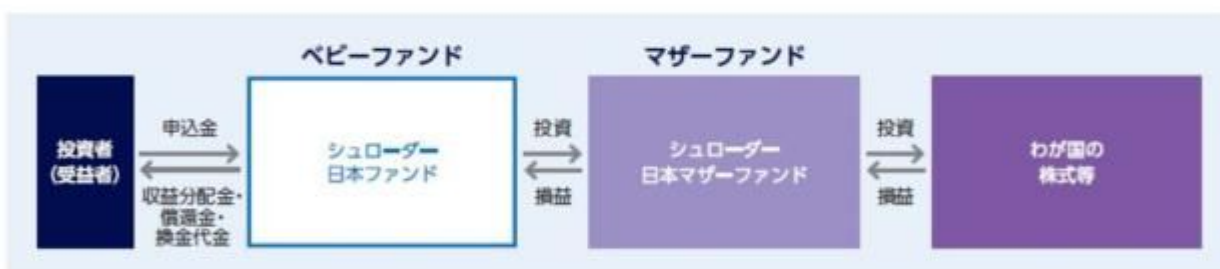 ベビーファンド
マザーファンド
投資者
(受益者)
申込金
収益分配金・
償還金・
換金代金
シュローダー
日本ファンド
投資
損益
シュローダー
日本マザーファンド
投資
損益
わが国の
株式等